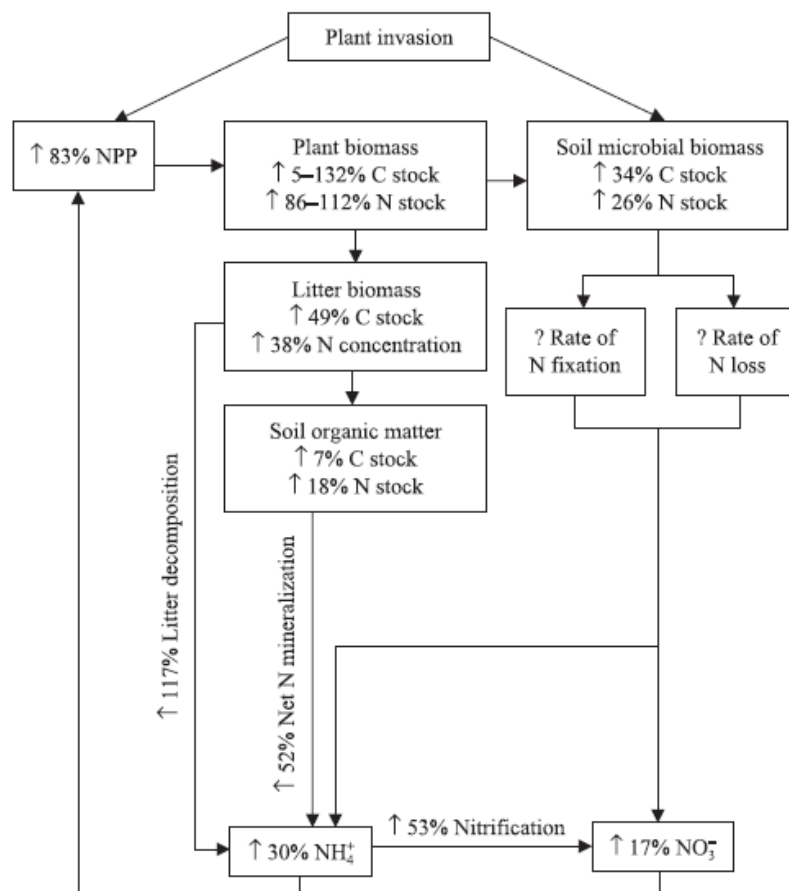 Plant invasion
↑ 83% NPP
Plant biomass
↑ 5–132% C stock
↑ 86–112% N stock
Soil microbial biomass
↑ 34% C stock
↑ 26% N stock
Litter biomass
↑ 49% C stock
↑ 38% N concentration
? Rate of
N fixation
? Rate of
N loss
Soil organic matter
↑ 7% C stock
↑ 18% N stock
↑ 117% Litter decomposition
↑ 52% Net N mineralization
↑ 30% NH₄⁺
↑ 53% Nitrification
↑ 17% NO₃⁻